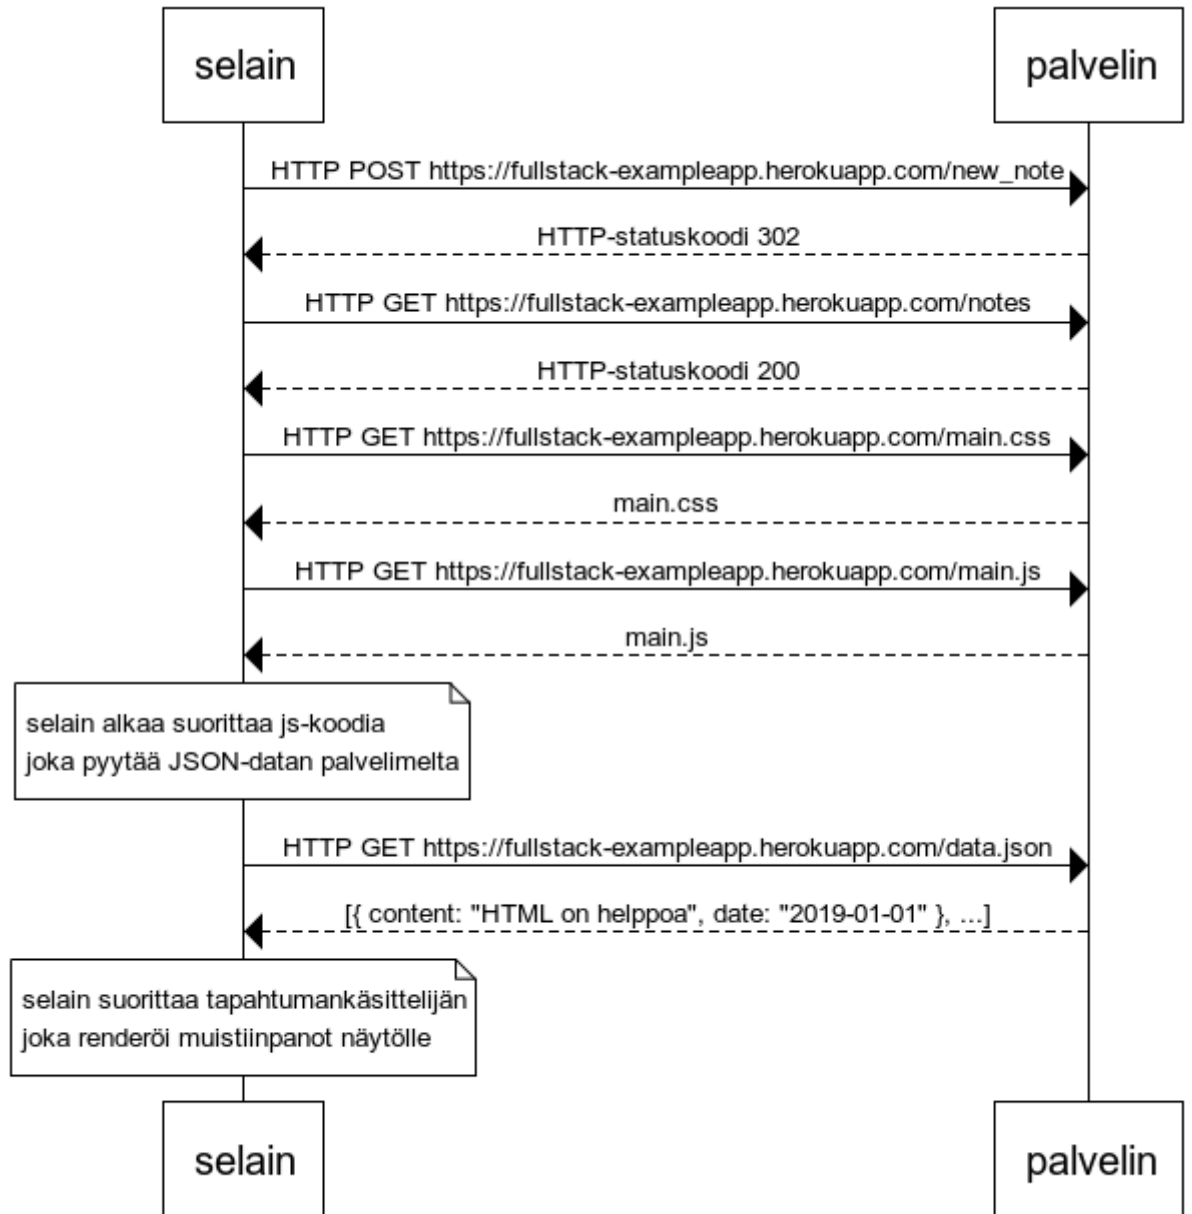 selain
palvelin
HTTP POST https://fullstack-exampleapp.herokuapp.com/new_note
HTTP-statuskoodi 302
HTTP GET https://fullstack-exampleapp.herokuapp.com/notes
HTTP-statuskoodi 200
HTTP GET https://fullstack-exampleapp.herokuapp.com/main.css
main.css
HTTP GET https://fullstack-exampleapp.herokuapp.com/main.js
main.js
selain alkaa suorittaa js-koodia
joka pyytää JSON-datan palvelimelta
HTTP GET https://fullstack-exampleapp.herokuapp.com/data.json
[{ content: "HTML on helppoa", date: "2019-01-01" }, ...]
selain suorittaa tapahtumankäsittelijän
joka renderöi muistiinpanot näytölle
selain
palvelin